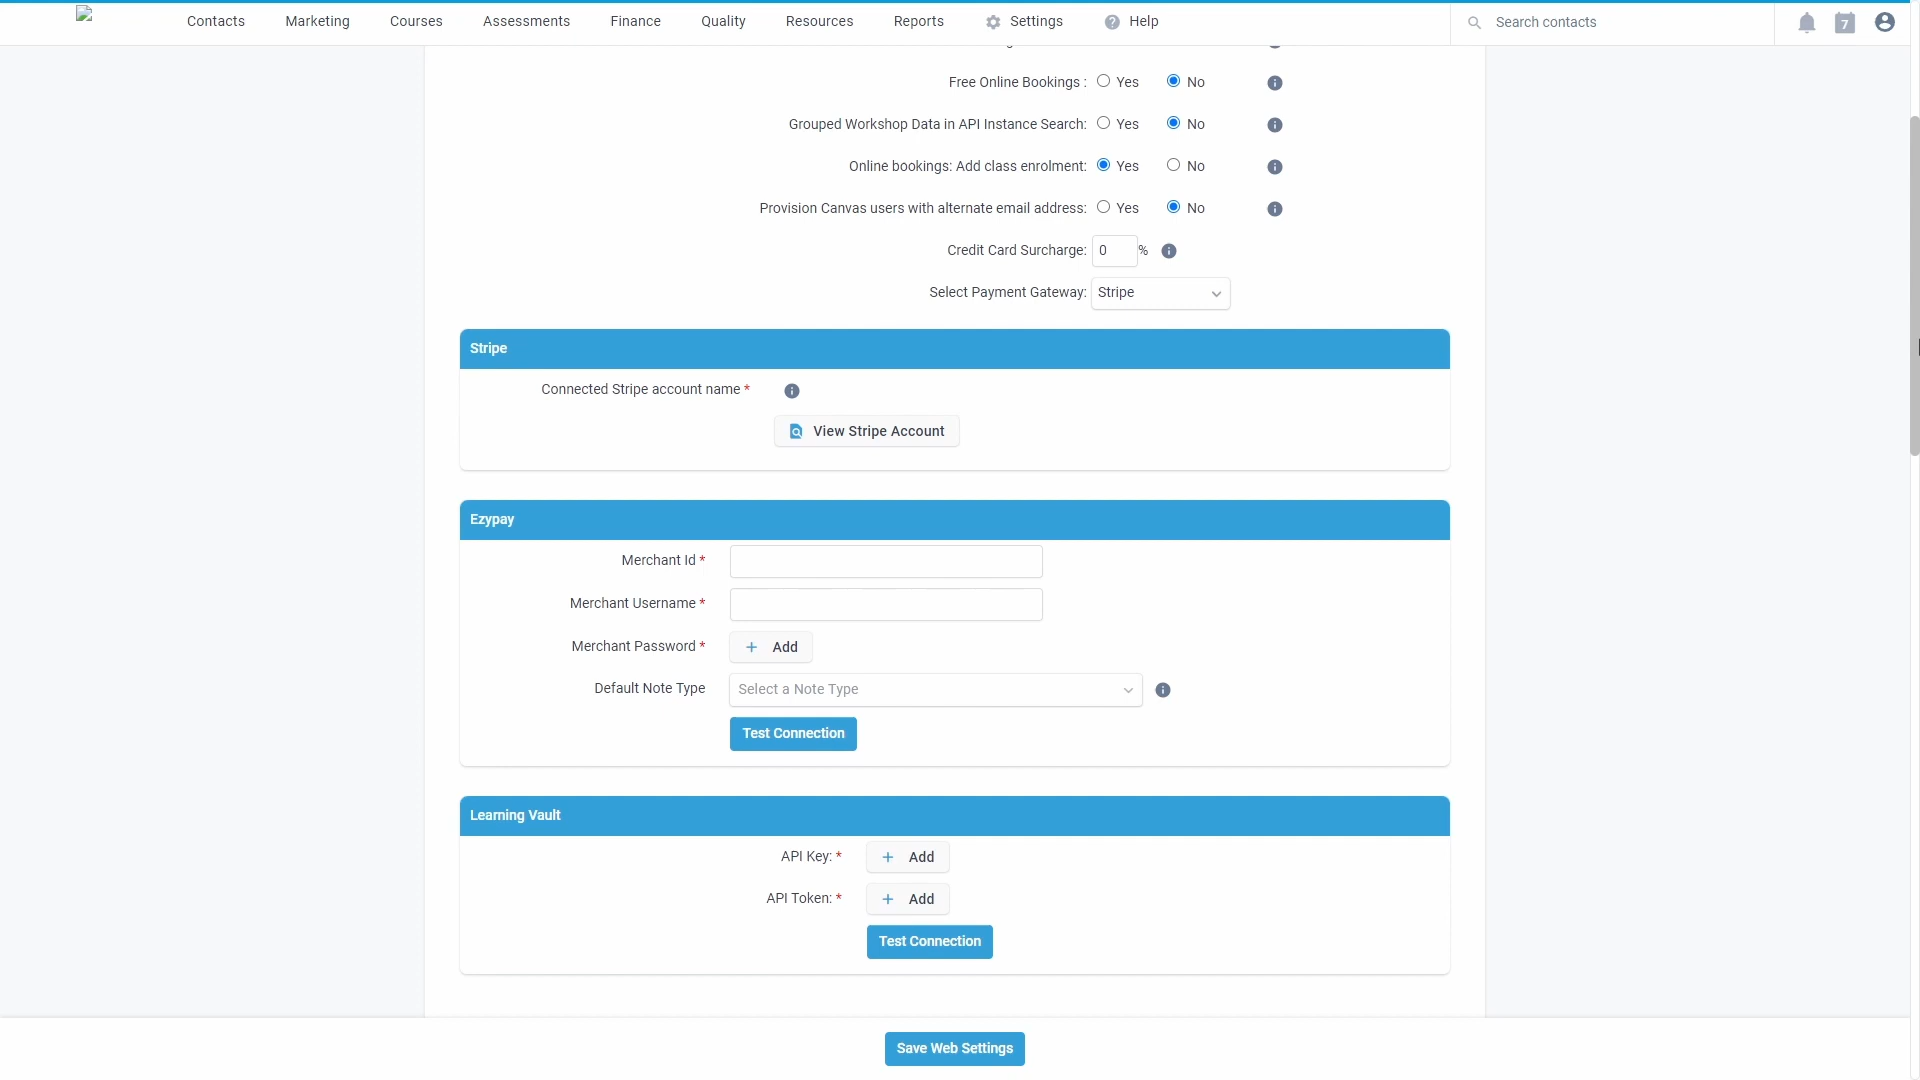 Contacts Marketing Courses Assessments Finance Quality Resources Reports Settings Help Search contacts 7
Free Online Bookings : Yes No
Grouped Workshop Data in API Instance Search: Yes No
Online bookings: Add class enrolment: Yes No
Provision Canvas users with alternate email address: Yes No
Credit Card Surcharge: 0 %
Select Payment Gateway: Stripe
Stripe
Connected Stripe account name *
View Stripe Account
Ezypay
Merchant Id *
Merchant Username *
Merchant Password * + Add
Default Note Type Select a Note Type
Test Connection
Learning Vault
API Key: * + Add
API Token: * + Add
Test Connection
Save Web Settings